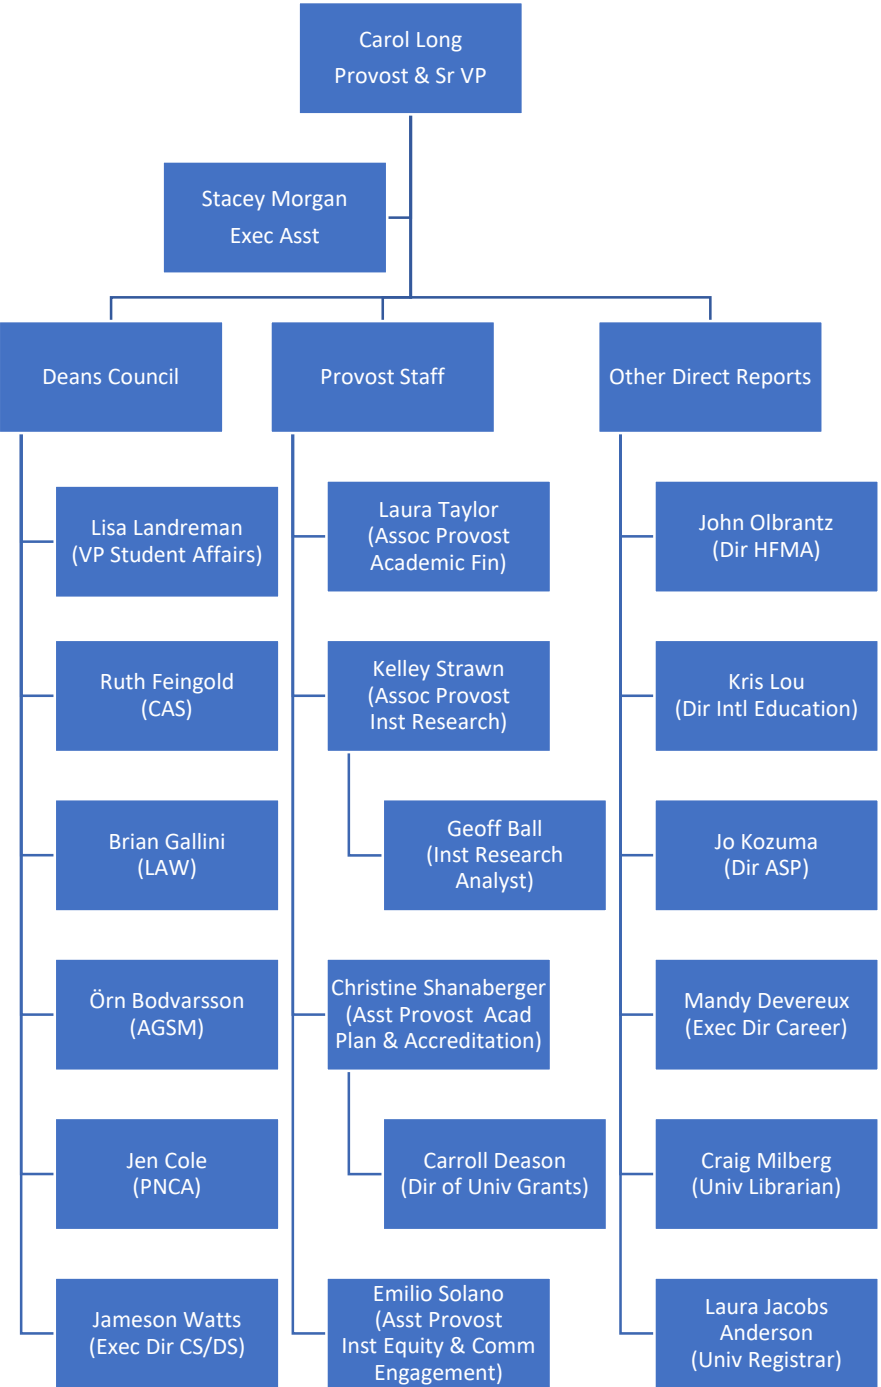 Carol Long
Provost & Sr VP
Stacey Morgan
Exec Asst
Deans Council
Lisa Landreman
(VP Student Affairs)
Ruth Feingold
(CAS)
Brian Gallini
(LAW)
Örn Bodvarsson
(AGSM)
Jen Cole
(PNCA)
Jameson Watts
(Exec Dir CS/DS)
Provost Staff
Laura Taylor
(Assoc Provost
Academic Fin)
Kelley Strawn
(Assoc Provost
Inst Research)
Geoff Ball
(Inst Research
Analyst)
Christine Shanaberger
(Asst Provost Acad
Plan & Accreditation)
Carroll Deason
(Dir of Univ Grants)
Emilio Solano
(Asst Provost
Inst Equity & Comm
Engagement)
Other Direct Reports
John Olbrantz
(Dir HFMA)
Kris Lou
(Dir Intl Education)
Jo Kozuma
(Dir ASP)
Mandy Devereux
(Exec Dir Career)
Craig Milberg
(Univ Librarian)
Laura Jacobs
Anderson
(Univ Registrar)